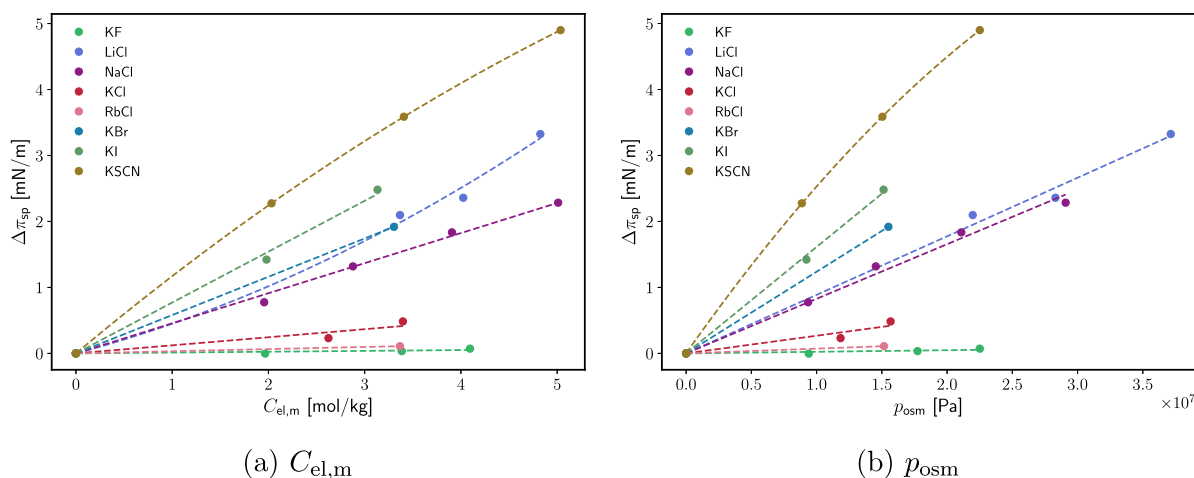 5
4
3
2
1
0
Δπsp [mN/m]
KF
LiCl
NaCl
KCl
RbCl
KBr
KI
KSCN
0 1 2 3 4 5
Cel,m [mol/kg]
(a) Cel,m
5
4
3
2
1
0
Δπsp [mN/m]
KF
LiCl
NaCl
KCl
RbCl
KBr
KI
KSCN
0.0 0.5 1.0 1.5 2.0 2.5 3.0 3.5
×10⁷
posm [Pa]
(b) posm